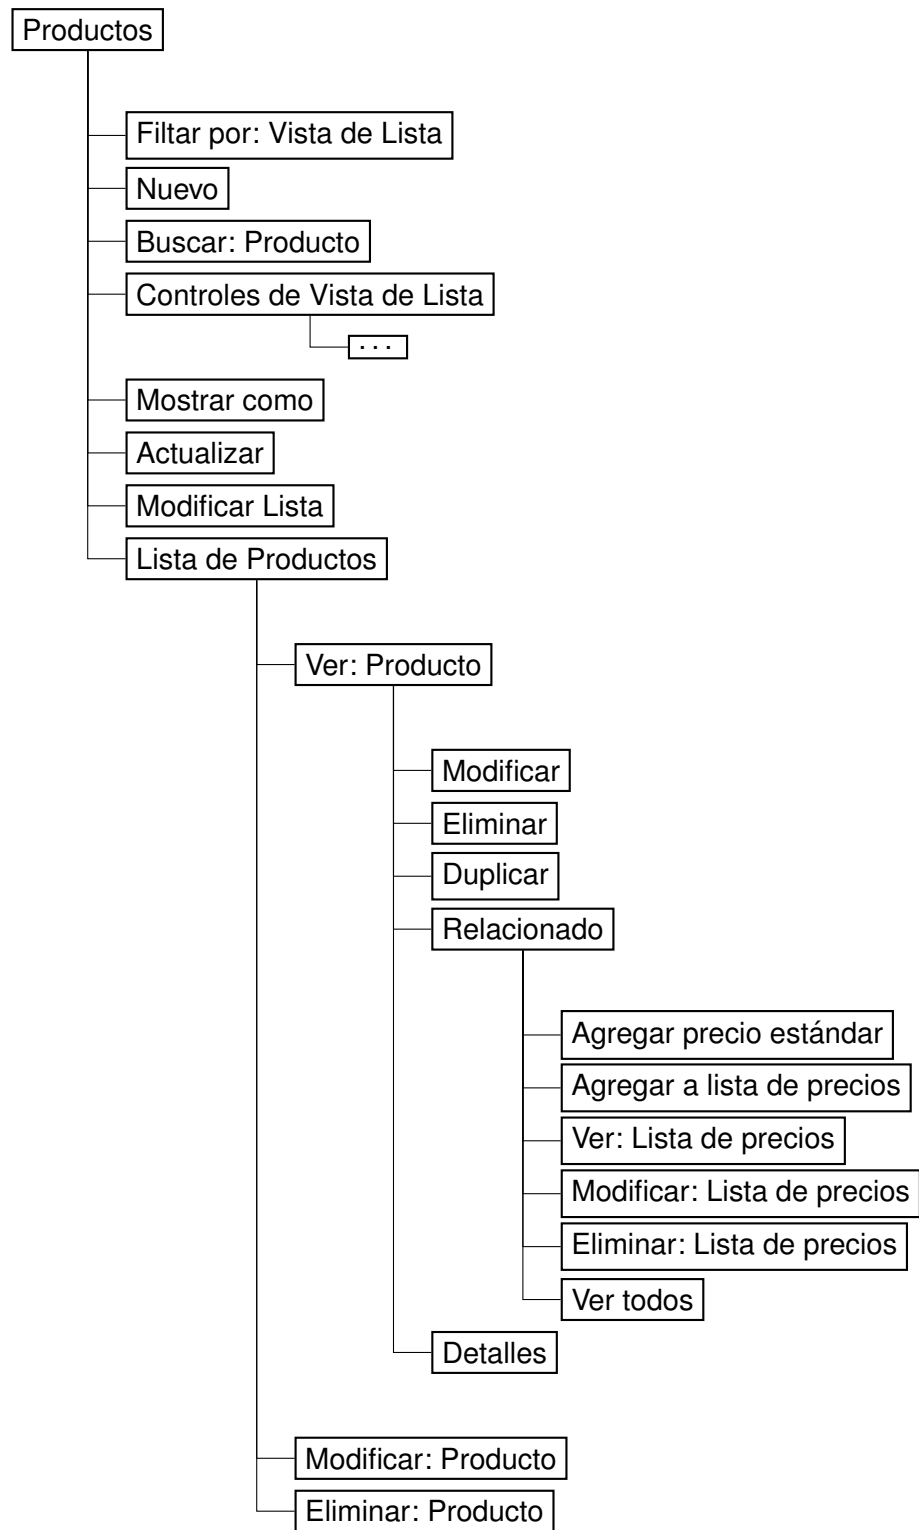 Productos
Filtar por: Vista de Lista
Nuevo
Buscar: Producto
Controles de Vista de Lista
...
Mostrar como
Actualizar
Modificar Lista
Lista de Productos
Ver: Producto
Modificar
Eliminar
Duplicar
Relacionado
Agregar precio estándar
Agregar a lista de precios
Ver: Lista de precios
Modificar: Lista de precios
Eliminar: Lista de precios
Ver todos
Detalles
Modificar: Producto
Eliminar: Producto